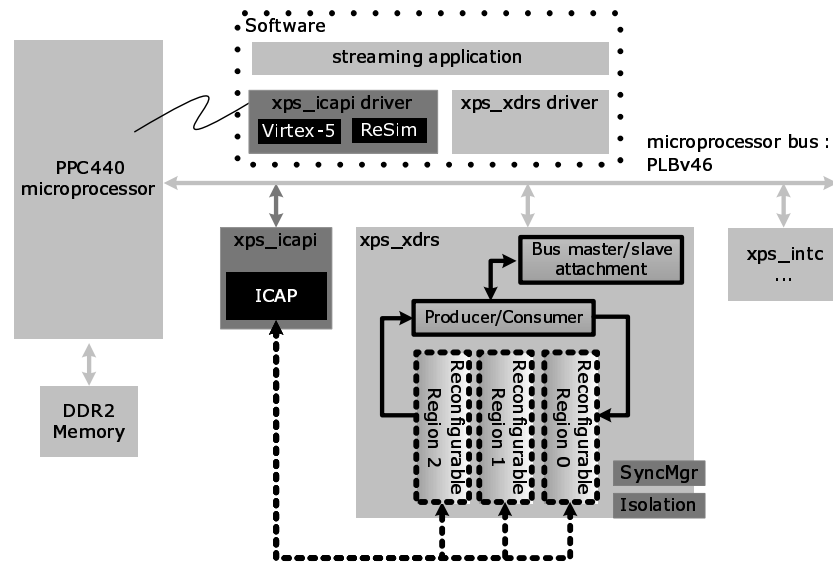 Software
streaming application
xps_icapi driver
Virtex-5
ReSim
xps_xdrs driver
PPC440
microprocessor
microprocessor bus :
PLBv46
xps_icapi
ICAP
xps_xdrs
Bus master/slave
attachment
Producer/Consumer
Reconfigurable
Region 2
Reconfigurable
Region 1
Reconfigurable
Region 0
SyncMgr
Isolation
xps_intc
...
DDR2
Memory